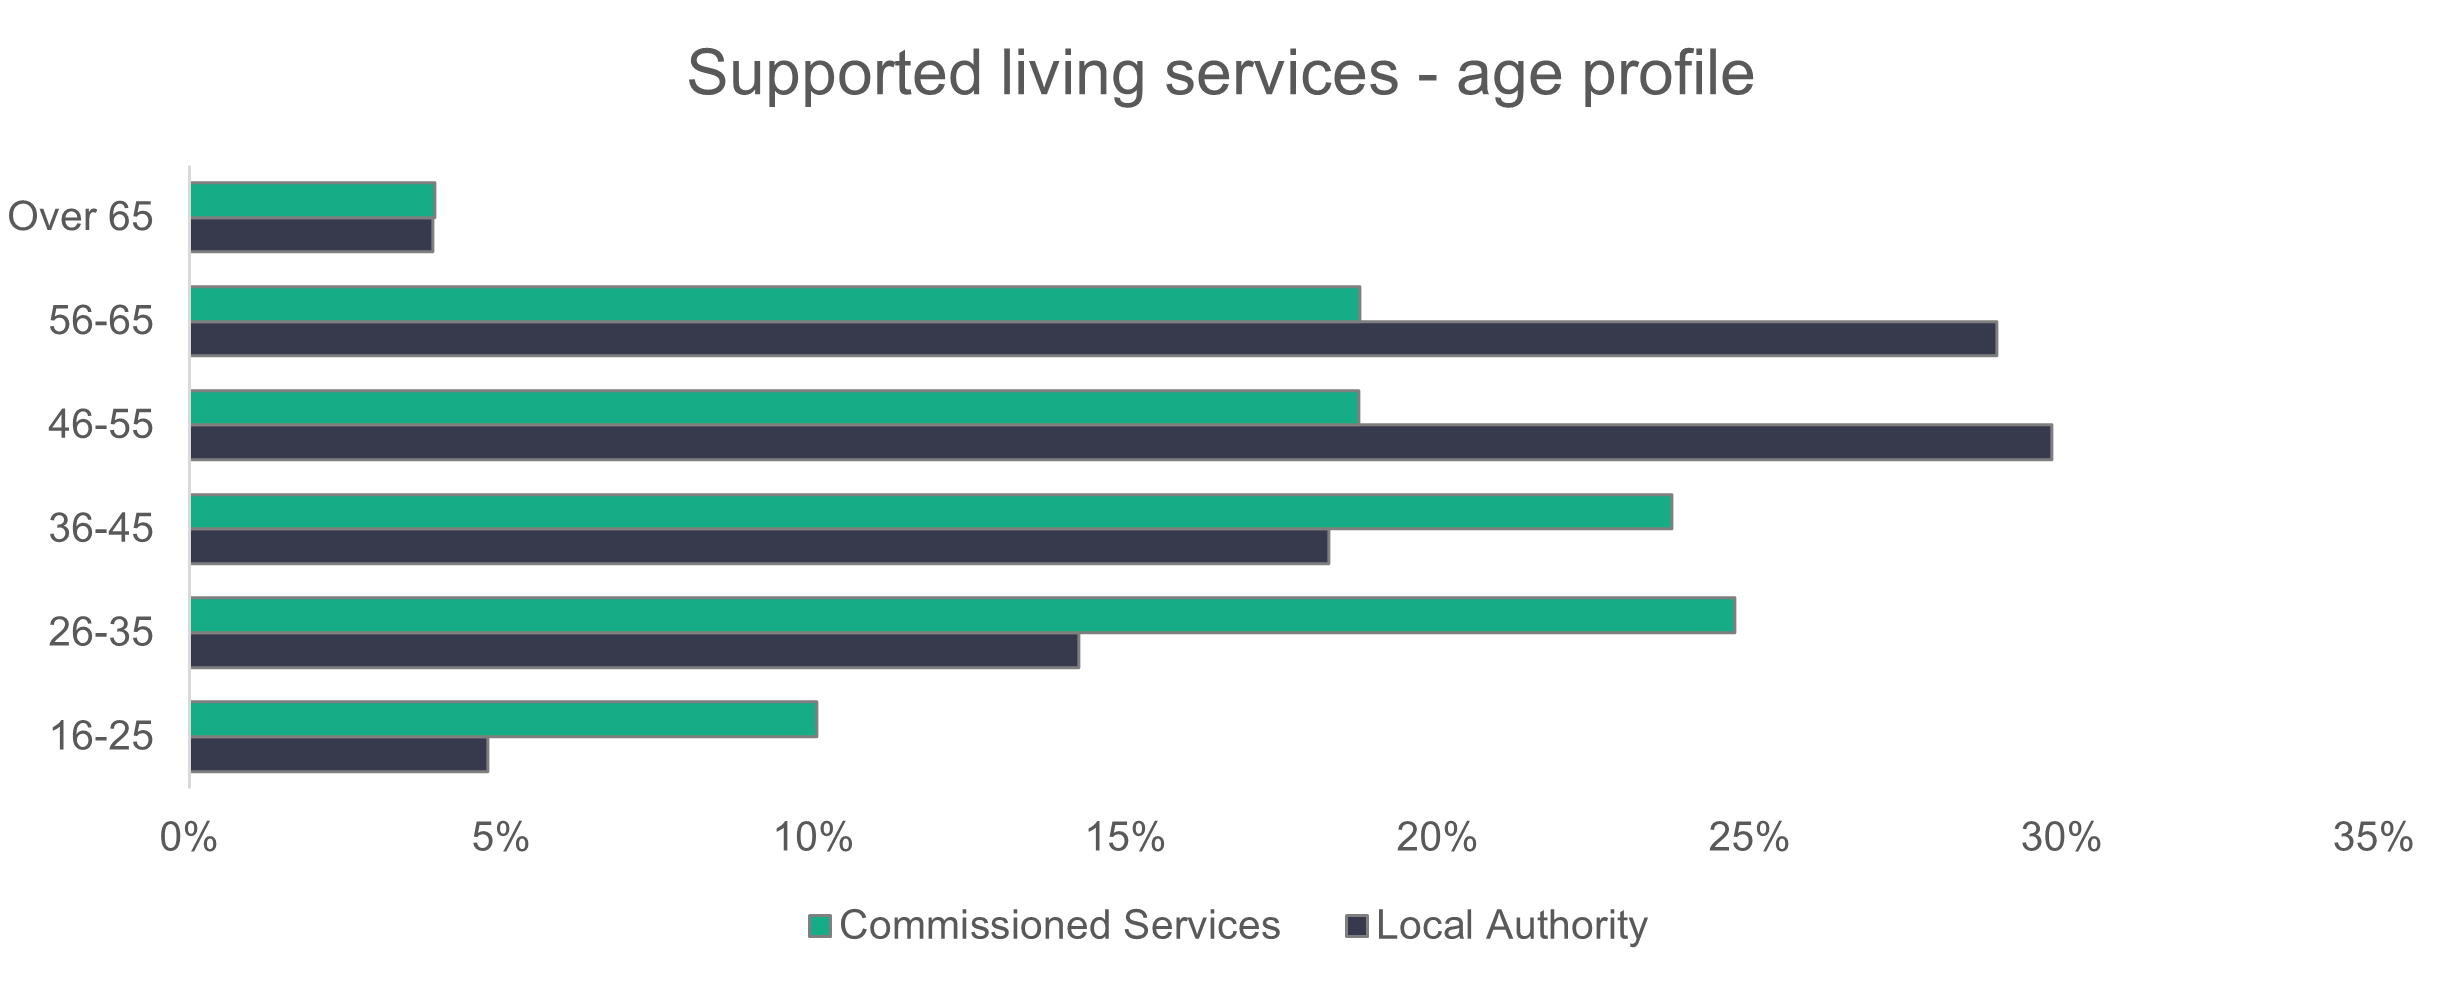 Supported living services - age profile
Over 65
56-65
46-55
36-45
26-35
16-25
0% 5% 10% 15% 20% 25% 30% 35%
Commissioned Services Local Authority